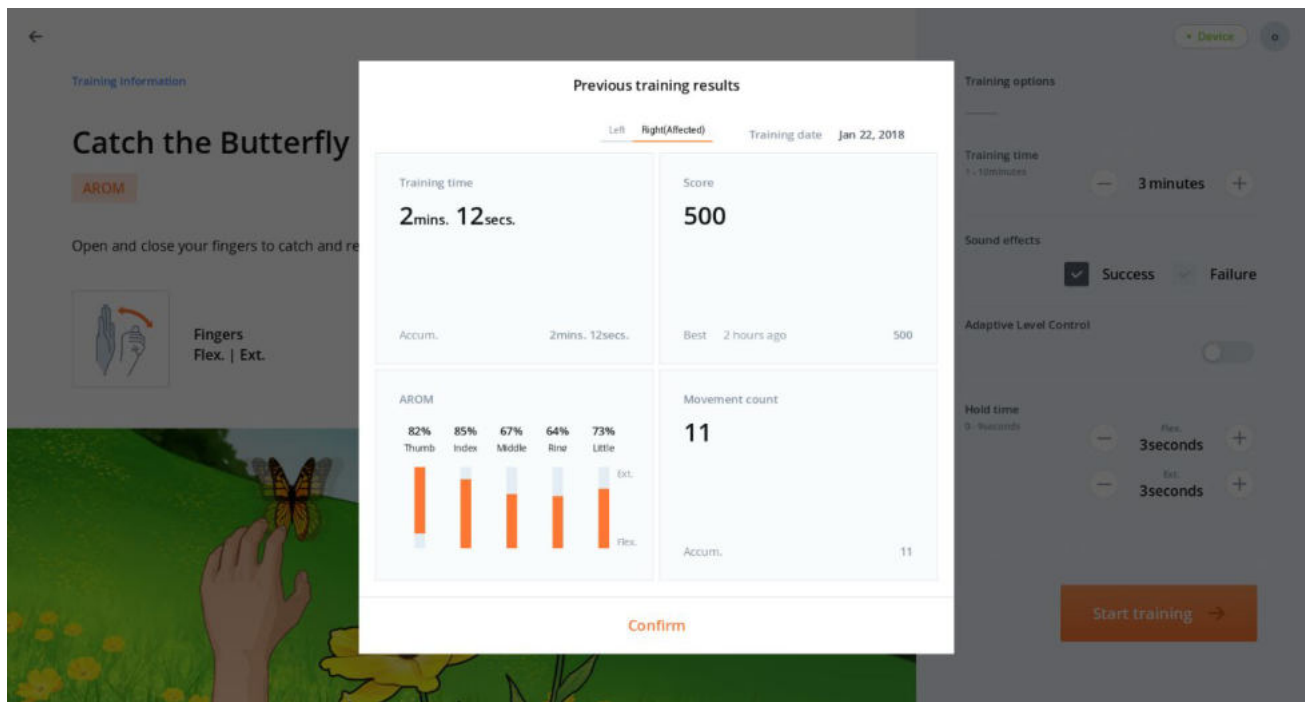 Device
o
Training information
Catch the Butterfly
AROM
Open and close your fingers to catch and re
Fingers
Flex. | Ext.
Previous training results
Left Right(Affected) Training date Jan 22, 2018
Training time
2mins. 12secs.
Accum. 2mins. 12secs.
Score
500
Best 2 hours ago 500
AROM
82% 85% 67% 64% 73%
Thumb Index Middle Ring Little
Ext.
Flex.
Movement count
11
Accum. 11
Confirm
Training options
Training time
1 - 10minutes
3 minutes
Sound effects
Success Failure
Adaptive Level Control
Hold time
0 - 9seconds
Flex.
3seconds
Ext.
3seconds
Start training